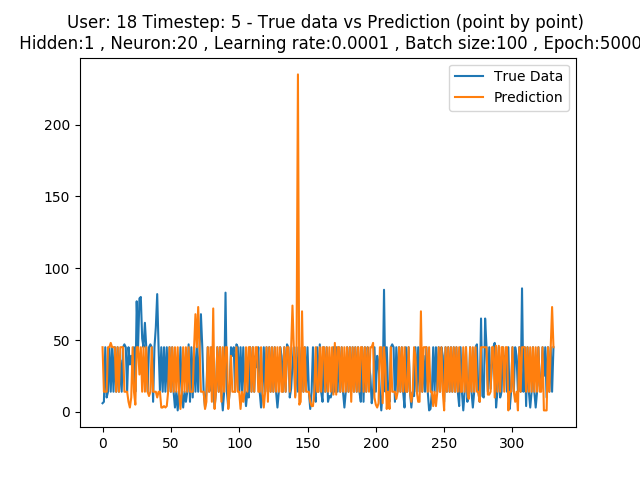 User: 18 Timestep: 5 - True data vs Prediction (point by point)
Hidden:1 , Neuron:20 , Learning rate:0.0001 , Batch size:100 , Epoch:5000
True Data
Prediction
200
150
100
50
0
0 50 100 150 200 250 300